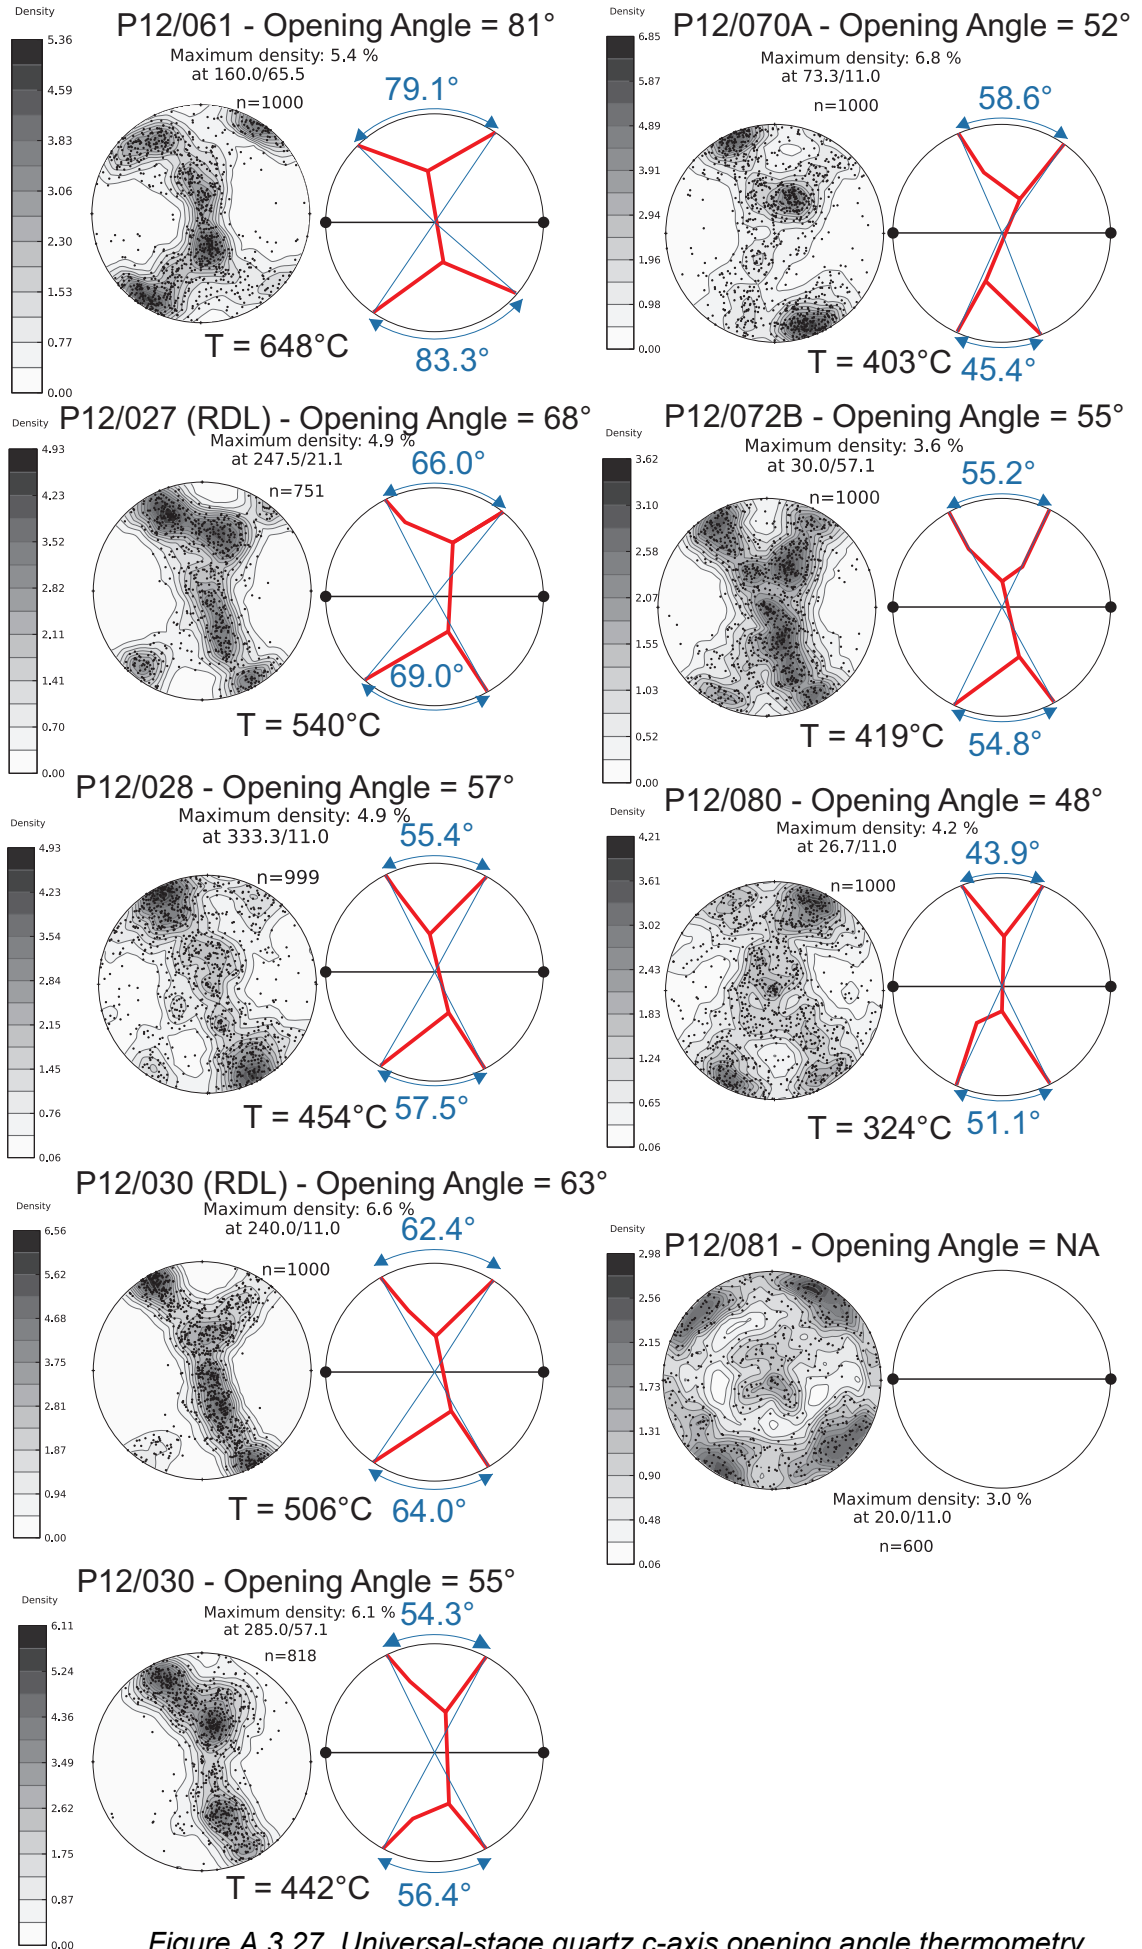 P12/061 - Opening Angle = 81°
Density
Maximum density: 5.4 %
at 160.0/65.5
n=1000
5.36
4.59
3.83
3.06
2.30
1.53
0.77
0.00
79.1°
83.3°
T = 648°C
P12/027 (RDL) - Opening Angle = 68°
Density
Maximum density: 4.9 %
at 247.5/21.1
n=751
4.93
4.23
3.52
2.82
2.11
1.41
0.70
0.00
66.0°
69.0°
T = 540°C
P12/028 - Opening Angle = 57°
Density
Maximum density: 4.9 %
at 333.3/11.0
n=999
4.93
4.23
3.54
2.84
2.15
1.45
0.76
0.06
55.4°
57.5°
T = 454°C
P12/030 (RDL) - Opening Angle = 63°
Density
Maximum density: 6.6 %
at 240.0/11.0
n=1000
6.56
5.62
4.68
3.75
2.81
1.87
0.94
0.00
62.4°
64.0°
T = 506°C
P12/030 - Opening Angle = 55°
Density
Maximum density: 6.1 %
at 285.0/57.1
n=818
6.11
5.24
4.36
3.49
2.62
1.75
0.87
0.00
54.3°
56.4°
T = 442°C
P12/070A - Opening Angle = 52°
Density
Maximum density: 6.8 %
at 73.3/11.0
n=1000
6.85
5.87
4.89
3.91
2.94
1.96
0.98
0.00
58.6°
45.4°
T = 403°C
P12/072B - Opening Angle = 55°
Density
Maximum density: 3.6 %
at 30.0/57.1
n=1000
3.62
3.10
2.58
2.07
1.55
1.03
0.52
0.00
55.2°
54.8°
T = 419°C
P12/080 - Opening Angle = 48°
Density
Maximum density: 4.2 %
at 26.7/11.0
n=1000
4.21
3.61
3.02
2.43
1.83
1.24
0.65
0.06
43.9°
51.1°
T = 324°C
P12/081 - Opening Angle = NA
Density
2.98
2.56
2.15
1.73
1.31
0.90
0.48
0.06
Maximum density: 3.0 %
at 20.0/11.0
n=600
Figure A.3.27. Universal-stage quartz c-axis opening angle thermometry